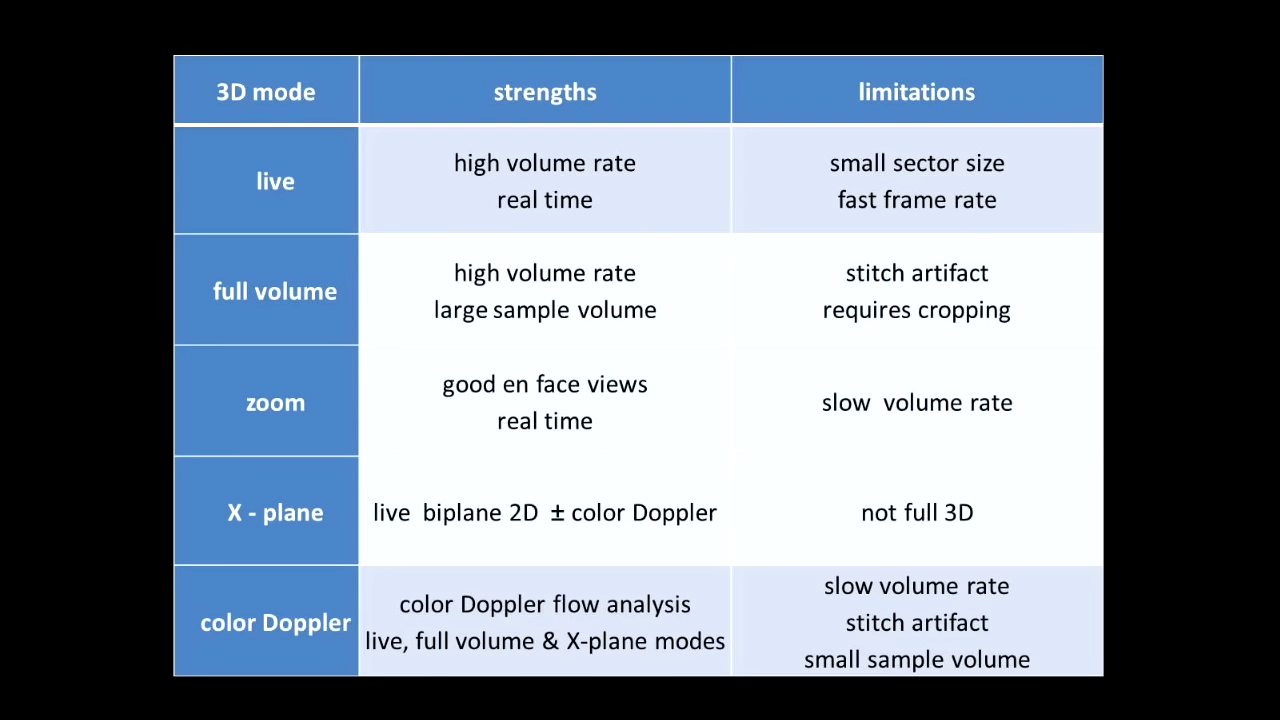 3D mode strengths limitations
live
high volume rate
real time
small sector size
fast frame rate
full volume
high volume rate
large sample volume
stitch artifact
requires cropping
zoom
good en face views
real time
slow volume rate
X - plane
live biplane 2D ± color Doppler
not full 3D
color Doppler
color Doppler flow analysis
live, full volume & X-plane modes
slow volume rate
stitch artifact
small sample volume